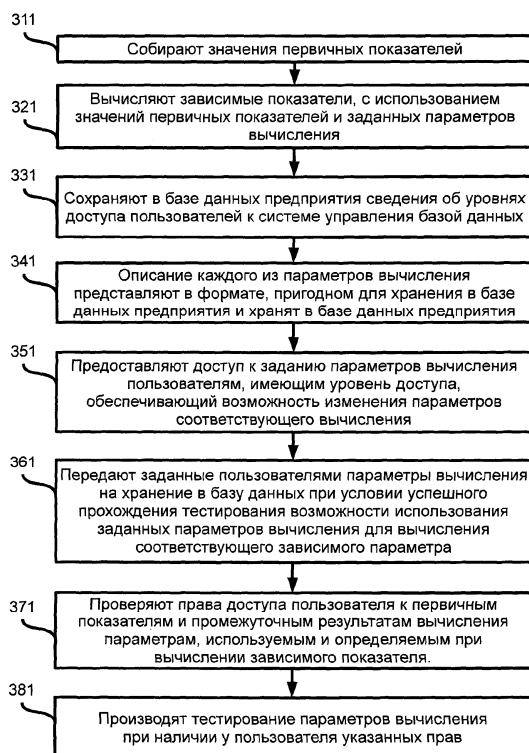 311
Собирают значения первичных показателей
321
Вычисляют зависимые показатели, с использованием
значений первичных показателей и заданных параметров
вычисления
331
Сохраняют в базе данных предприятия сведения об уровнях
доступа пользователей к системе управления базой данных
341
Описание каждого из параметров вычисления
представляют в формате, пригодном для хранения в базе
данных предприятия и хранят в базе данных предприятия
351
Предоставляют доступ к заданию параметров вычисления
пользователям, имеющим уровень доступа,
обеспечивающий возможность изменения параметров
соответствующего вычисления
361
Передают заданные пользователями параметры вычисления
на хранение в базу данных при условии успешного
прохождения тестирования возможности использования
заданных параметров вычисления для вычисления
соответствующего зависимого параметра
371
Проверяют права доступа пользователя к первичным
показателям и промежуточным результатам вычисления
параметрам, используемым и определяемым при
вычислении зависимого показателя.
381
Производят тестирование параметров вычисления
при наличии у пользователя указанных прав